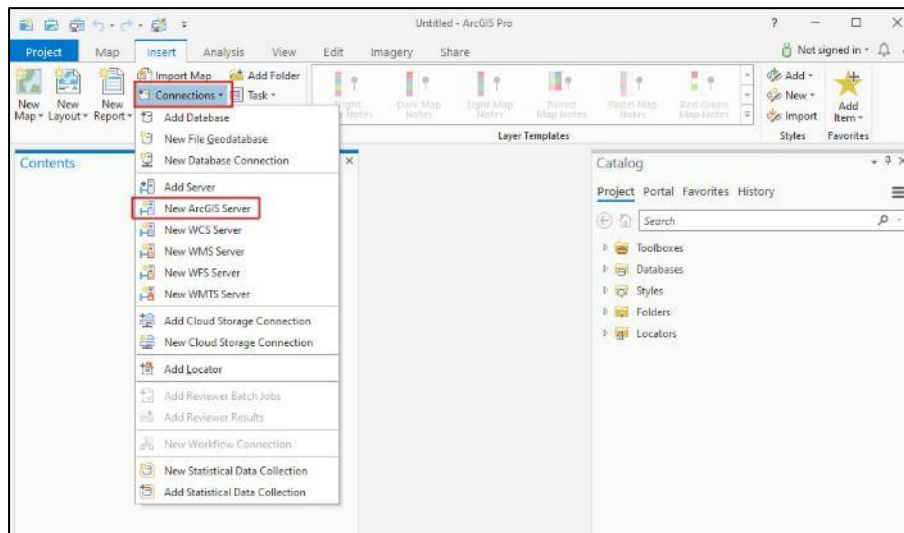 Untitled - ArcGIS Pro
?
Project Map Insert Analysis View Edit Imagery Share
Not signed in
New Map
New Layout
New Report
Import Map
Add Folder
Connections
Task
Bright Map Notes
Dark Map Notes
Light Map Notes
Paired Map Notes
Pastel Map Notes
Red Green Map Notes
Layer Templates
Add
New
Import
Styles
Add Item
Favorites
Add Database
New File Geodatabase
New Database Connection
Add Server
New ArcGIS Server
New WCS Server
New WMS Server
New WFS Server
New WMTS Server
Add Cloud Storage Connection
New Cloud Storage Connection
Add Locator
Add Reviewer Batch Jobs
Add Reviewer Results
New Workflow Connection
New Statistical Data Collection
Add Statistical Data Collection
Contents
Catalog
Project Portal Favorites History
Search
Toolboxes
Databases
Styles
Folders
Locators